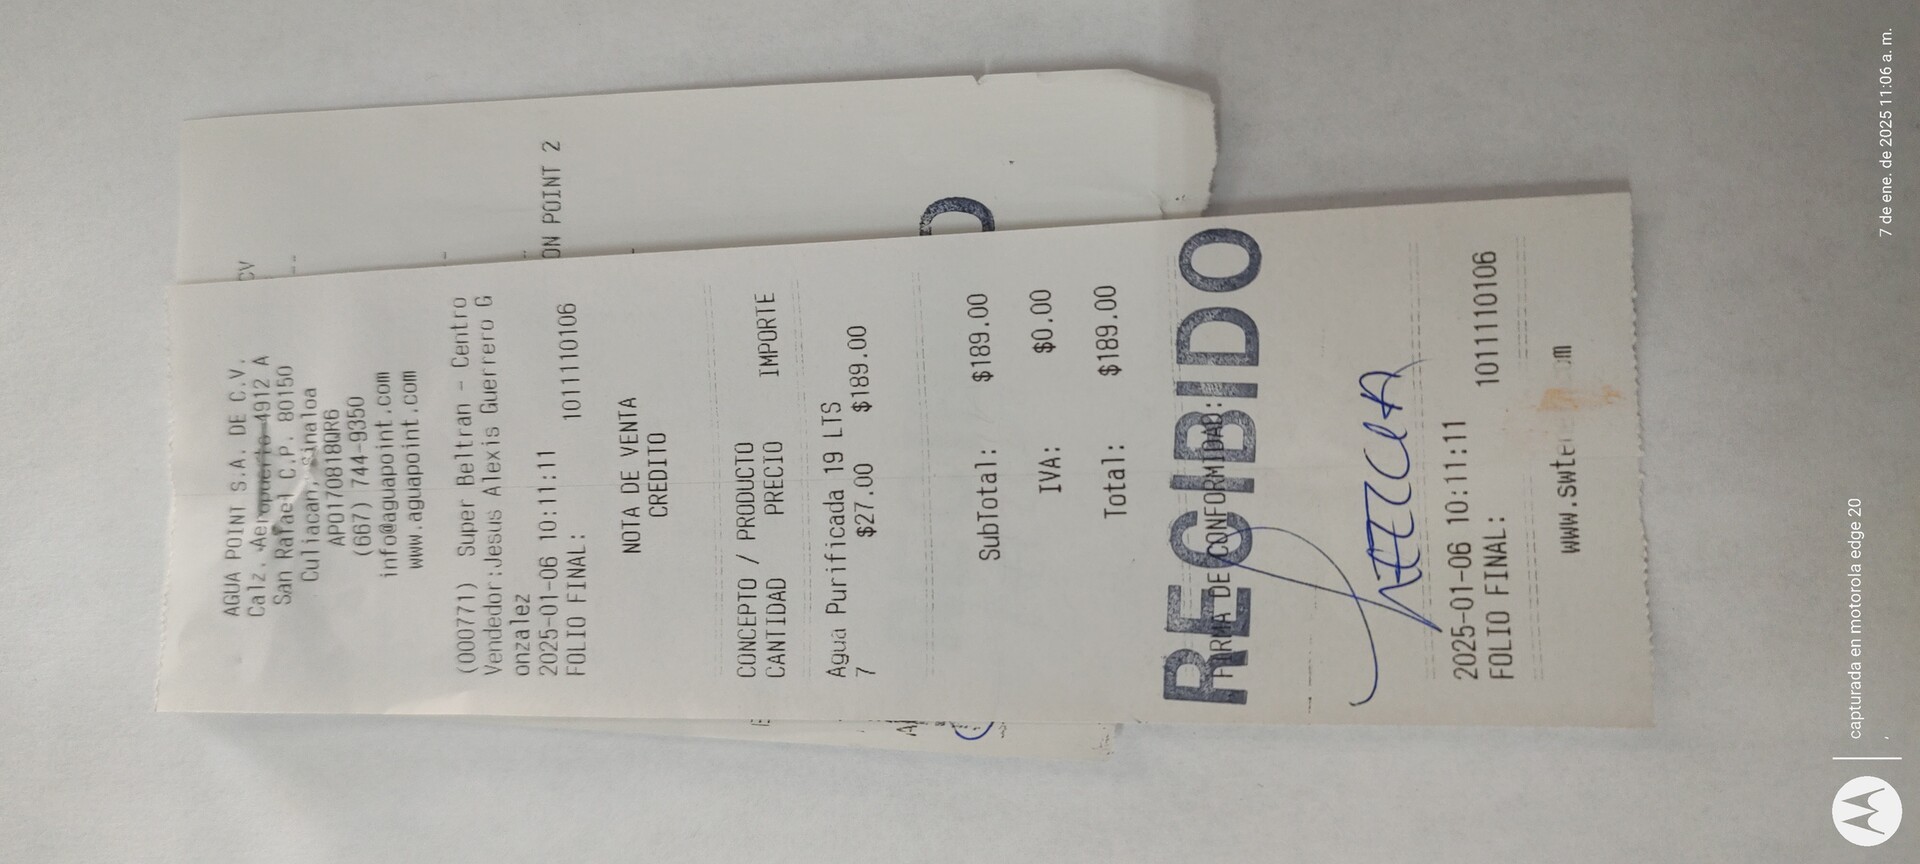 AGUA POINT S.A. DE C.V.
Calz. Aeropuerto 4912 A
San Rafael C.P. 80150
Culiacan, Sinaloa
APO170818QR6
(667) 744-9350
info@aguapoint.com
www.aguapoint.com
(000771) Super Beltran - Centro
Vendedor:Jesus Alexis Guerrero G
onzalez
2025-01-06 10:11:11
FOLIO FINAL: 1011110106
NOTA DE VENTA
CREDITO
CONCEPTO / PRODUCTO
CANTIDAD PRECIO IMPORTE
Agua Purificada 19 LTS
7 $27.00 $189.00
SubTotal: $189.00
IVA: $0.00
Total: $189.00
RECIBIDO
FIRMA DE CONFORMIDAD:
2025-01-06 10:11:11
FOLIO FINAL: 1011110106
CV
ON POINT 2
capturada en motorola edge 20
7 de ene. de 2025 11:06 a. m.